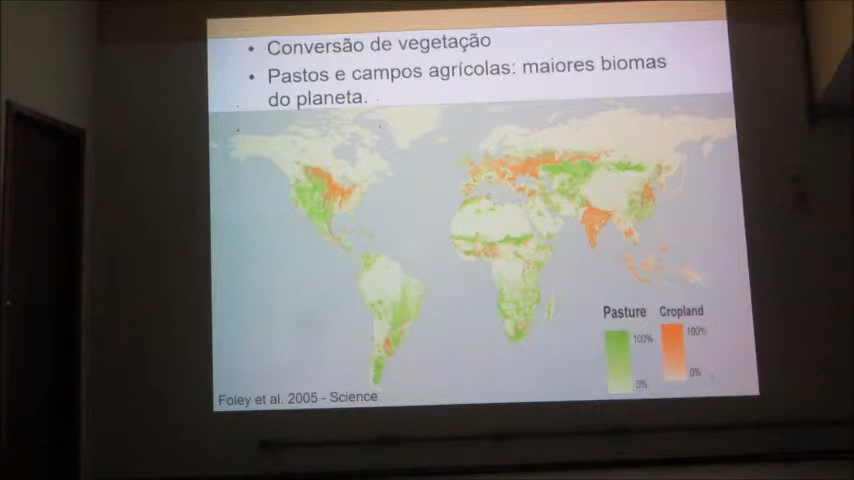 • Conversão de vegetação
• Pastos e campos agrícolas: maiores biomas
do planeta.
Pasture Cropland
100% 100%
0% 0%
Foley et al. 2005 - Science